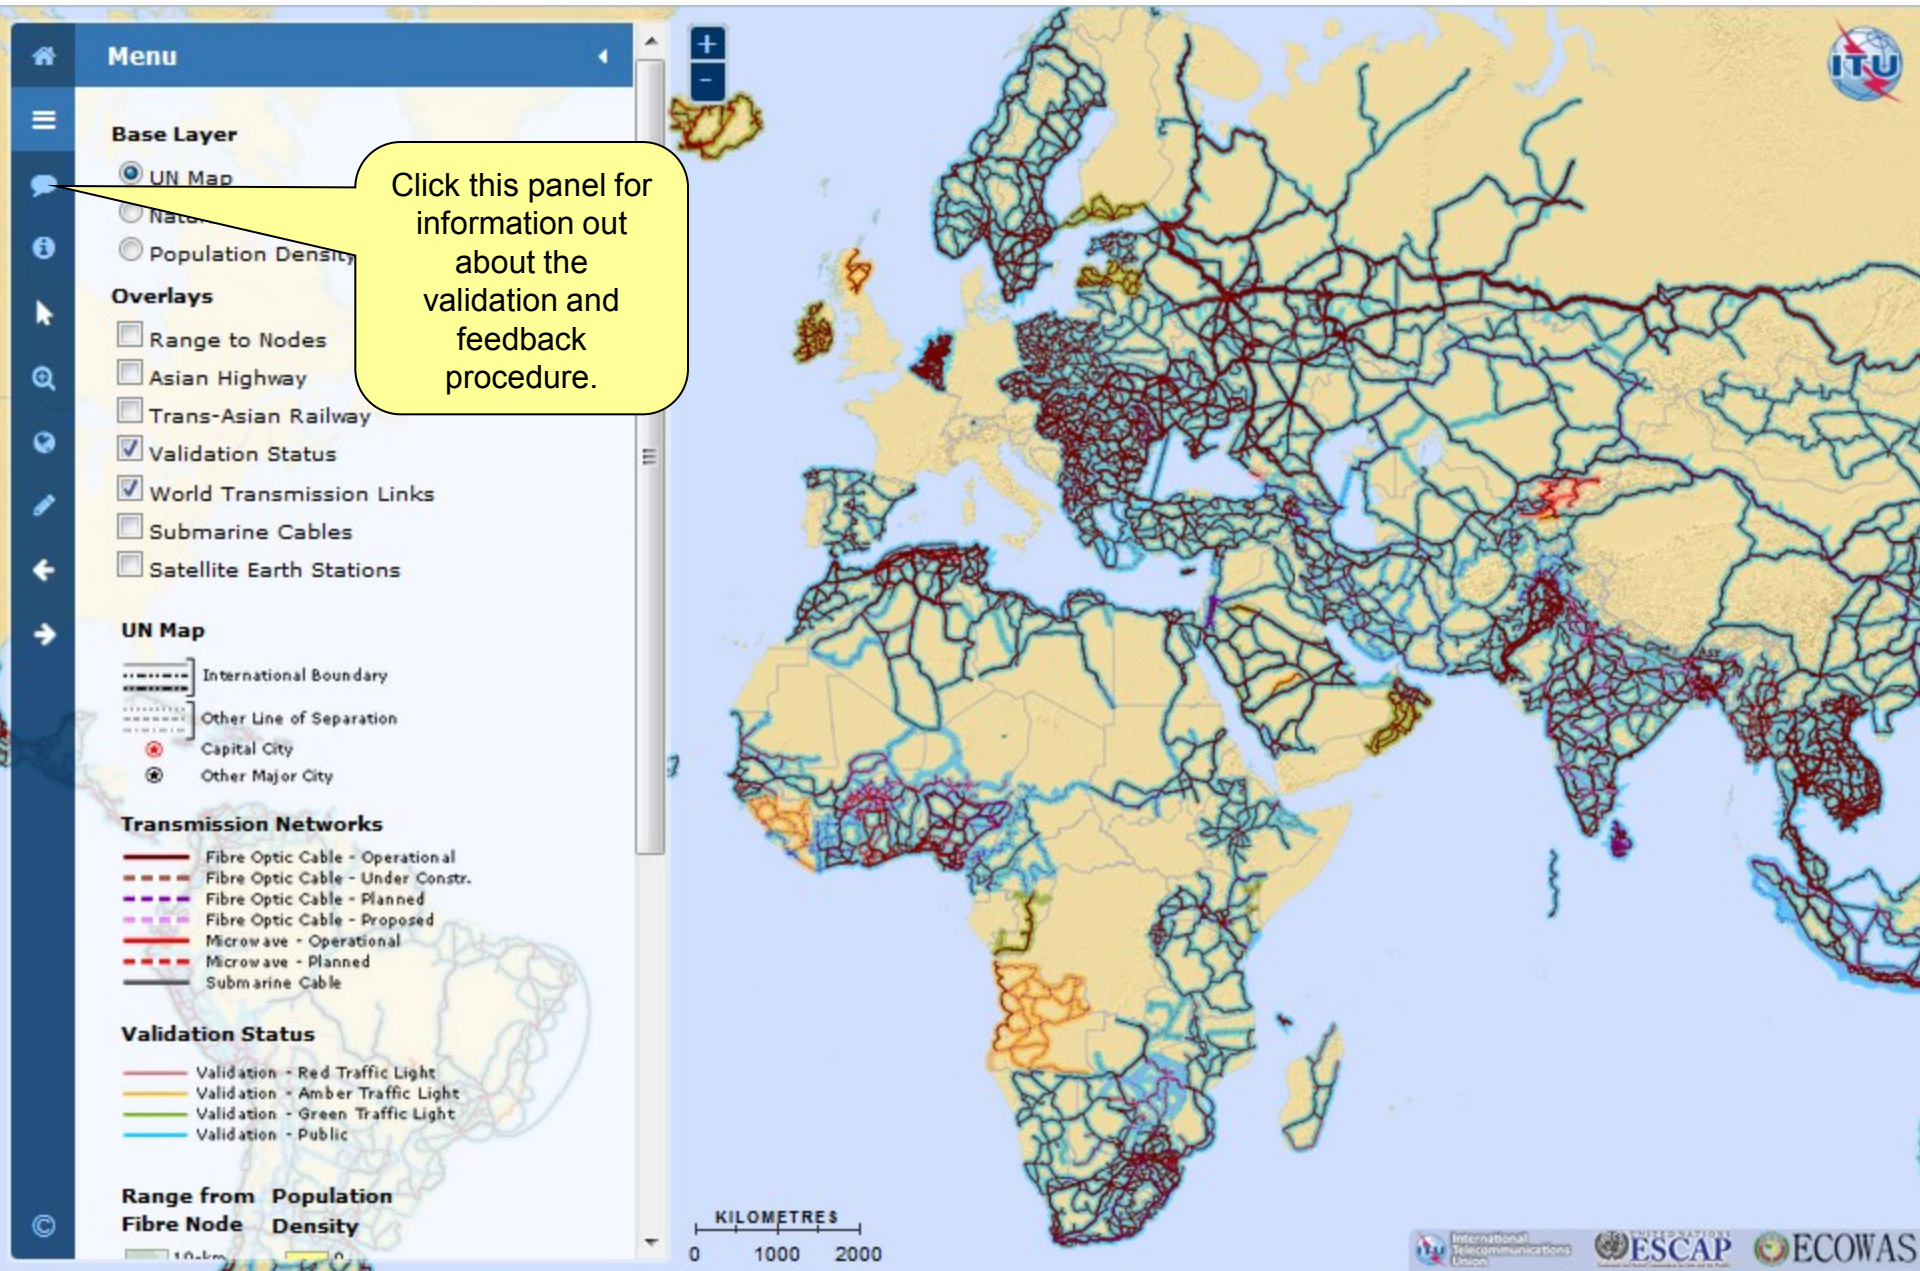 Menu
Base Layer
UN Map
Population Density
Overlays
Range to Nodes
Asian Highway
Trans-Asian Railway
Validation Status
World Transmission Links
Submarine Cables
Satellite Earth Stations
Click this panel for
information out
about the
validation and
feedback
procedure.
UN Map
International Boundary
Other Line of Separation
Capital City
Other Major City
Transmission Networks
Fibre Optic Cable - Operational
Fibre Optic Cable - Under Constr.
Fibre Optic Cable - Planned
Fibre Optic Cable - Proposed
Microwave - Operational
Microwave - Planned
Submarine Cable
Validation Status
Validation - Red Traffic Light
Validation - Amber Traffic Light
Validation - Green Traffic Light
Validation - Public
Range from
Fibre Node
Population
Density
+
-
ITU
KILOMETRES
0 1000 2000
ITU
International
Telecommunications
Union
UNITED NATIONS
ESCAP
ECOWAS
©